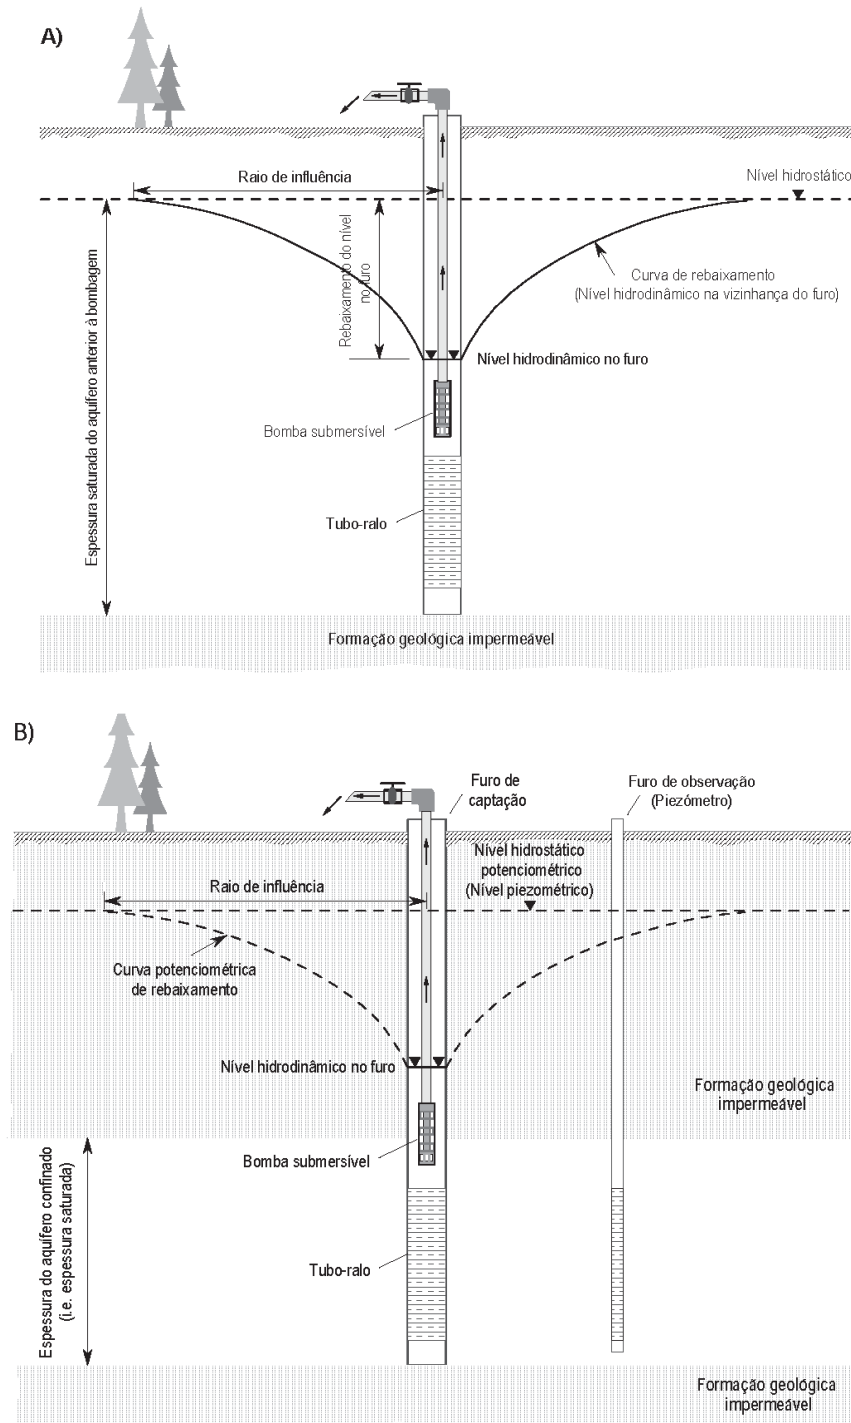 A)
Raio de influência
Nível hidrostático
Rebaixamento do nível
no furo
Curva de rebaixamento
(Nível hidrodinâmico na vizinhança do furo)
Espessura saturada do aquífero anterior à bombagem
Nível hidrodinâmico no furo
Bomba submersível
Tubo-ralo
Formação geológica impermeável
B)
Furo de
captação
Furo de observação
(Piezómetro)
Nível hidrostático
potenciométrico
(Nível piezométrico)
Raio de influência
Curva potenciométrica
de rebaixamento
Nível hidrodinâmico no furo
Formação geológica
impermeável
Bomba submersível
Espessura do aquífero confinado
(i.e. espessura saturada)
Tubo-ralo
Formação geológica
impermeável